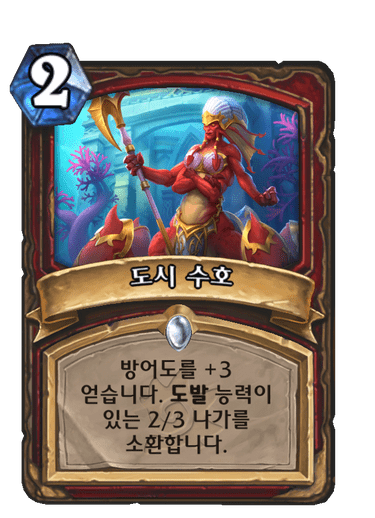 2
도시 수호
방어도를 +3
얻습니다. 도발 능력이
있는 2/3 나가를
소환합니다.